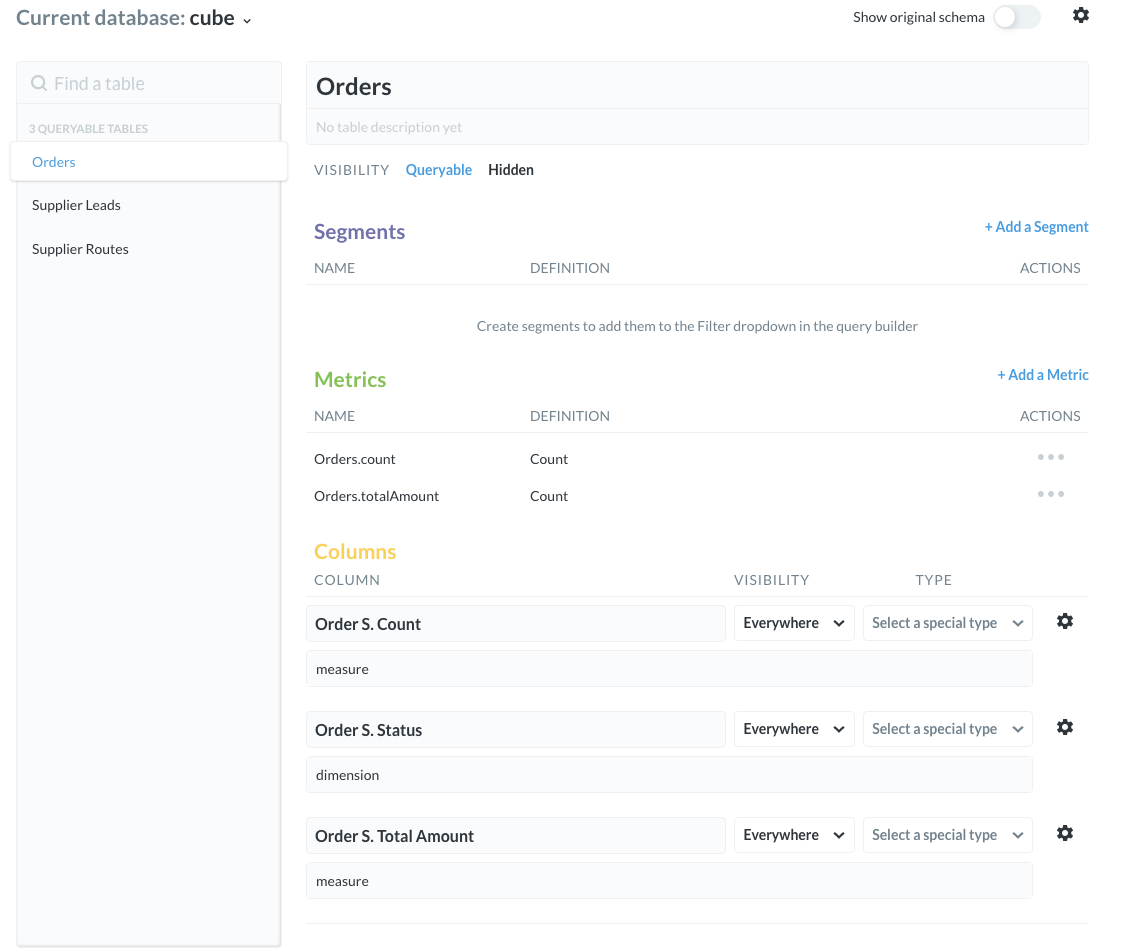 Current database: cube
Show original schema
Find a table
3 QUERYABLE TABLES
Orders
Supplier Leads
Supplier Routes
Orders
No table description yet
VISIBILITY Queryable Hidden
Segments
+ Add a Segment
NAME DEFINITION ACTIONS
Create segments to add them to the Filter dropdown in the query builder
Metrics
+ Add a Metric
NAME DEFINITION ACTIONS
Orders.count Count
Orders.totalAmount Count
Columns
COLUMN VISIBILITY TYPE
Order S. Count Everywhere Select a special type
measure
Order S. Status Everywhere Select a special type
dimension
Order S. Total Amount Everywhere Select a special type
measure